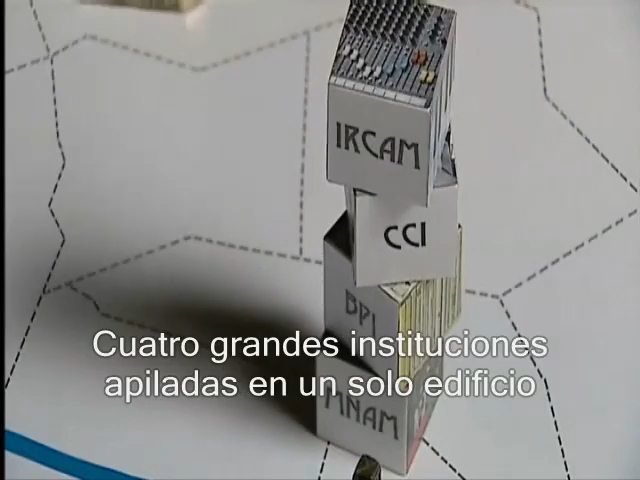 IRCAM
CCI
BPI
MNAM
Cuatro grandes instituciones
apiladas en un solo edificio